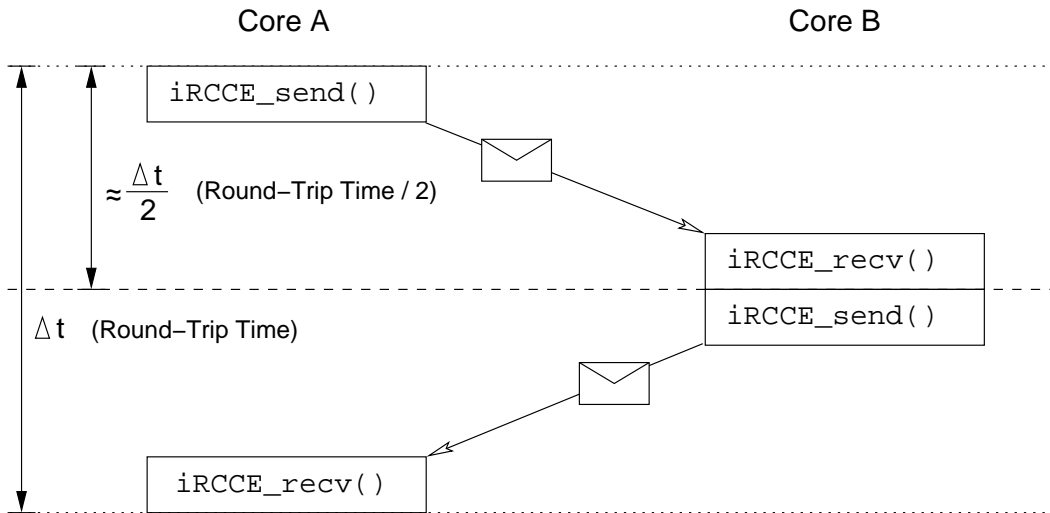 Core A
Core B
iRCCE_send()
≈ Δt/2 (Round−Trip Time / 2)
iRCCE_recv()
iRCCE_send()
Δt (Round−Trip Time)
iRCCE_recv()